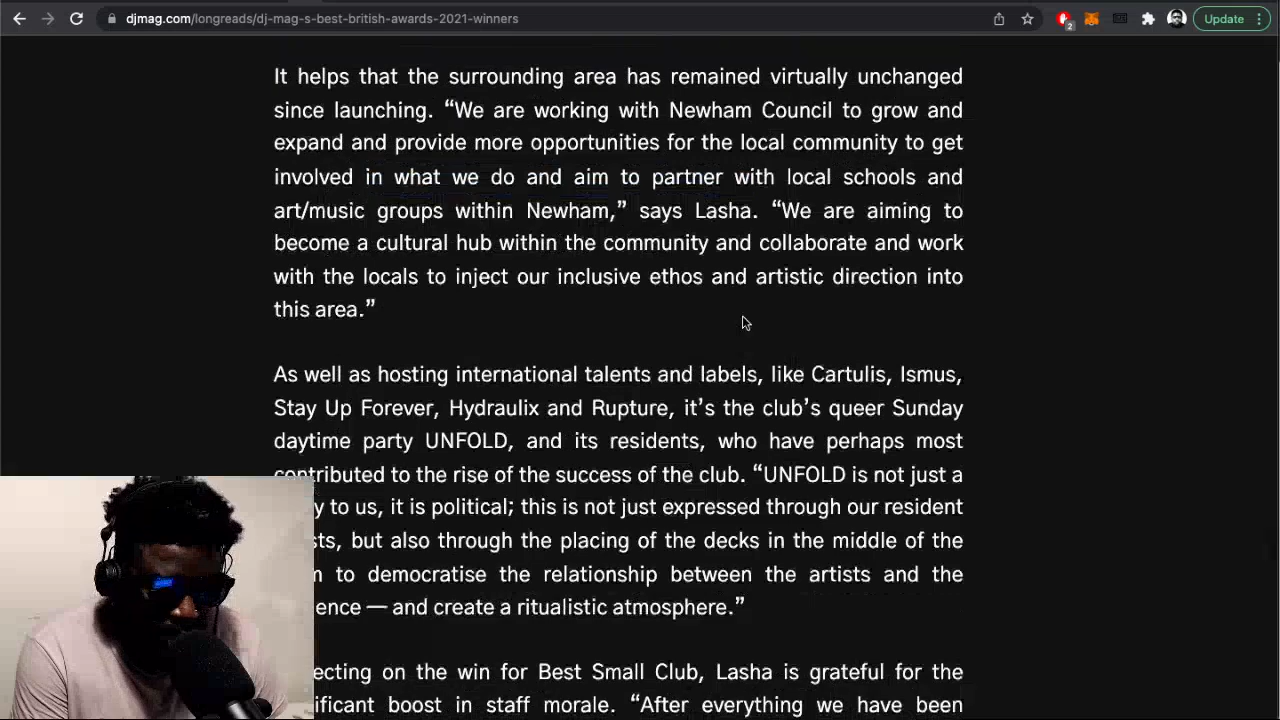 djmag.com/longreads/dj-mag-s-best-british-awards-2021-winners
2
Update
It helps that the surrounding area has remained virtually unchanged
since launching. “We are working with Newham Council to grow and
expand and provide more opportunities for the local community to get
involved in what we do and aim to partner with local schools and
art/music groups within Newham,” says Lasha. “We are aiming to
become a cultural hub within the community and collaborate and work
with the locals to inject our inclusive ethos and artistic direction into
this area.”
As well as hosting international talents and labels, like Cartulis, Ismus,
Stay Up Forever, Hydraulix and Rupture, it’s the club’s queer Sunday
daytime party UNFOLD, and its residents, who have perhaps most
contributed to the rise of the success of the club. “UNFOLD is not just a
y to us, it is political; this is not just expressed through our resident
sts, but also through the placing of the decks in the middle of the
to democratise the relationship between the artists and the
ence — and create a ritualistic atmosphere.”
ecting on the win for Best Small Club, Lasha is grateful for the
ificant boost in staff morale. “After everything we have been